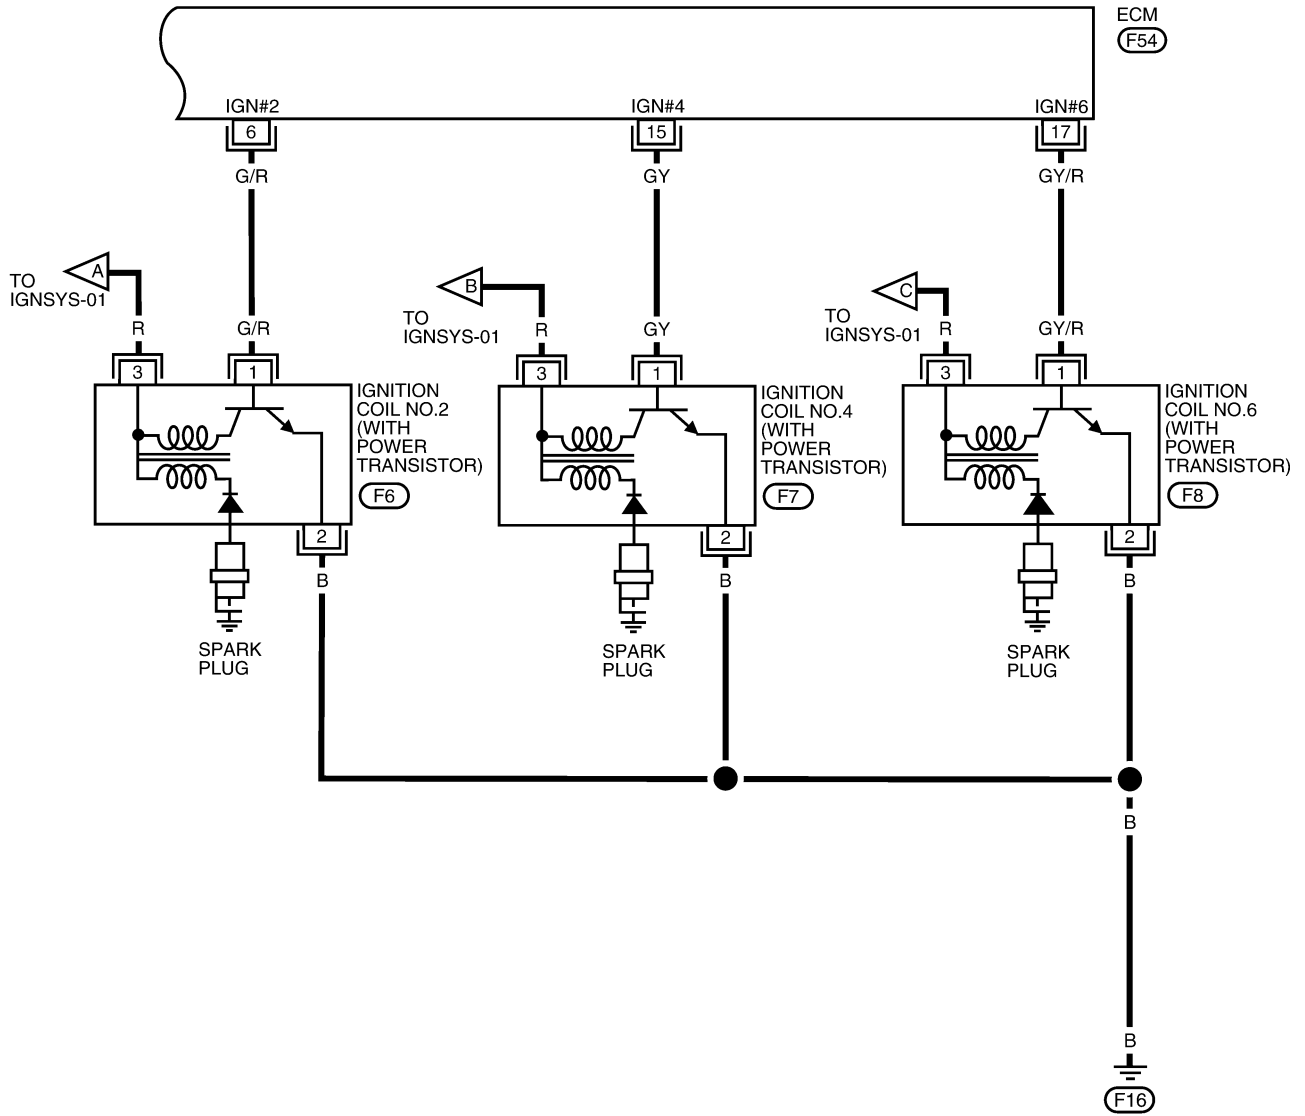 ECM
F54
IGN#2
IGN#4
IGN#6
6
15
17
G/R
GY
GY/R
A
TO
IGNSYS-01
B
TO
IGNSYS-01
C
TO
IGNSYS-01
R
G/R
R
GY
R
GY/R
3
1
3
1
3
1
IGNITION
COIL NO.2
(WITH
POWER
TRANSISTOR)
F6
IGNITION
COIL NO.4
(WITH
POWER
TRANSISTOR)
F7
IGNITION
COIL NO.6
(WITH
POWER
TRANSISTOR)
F8
2
2
2
B
B
B
SPARK
PLUG
SPARK
PLUG
SPARK
PLUG
B
B
F16